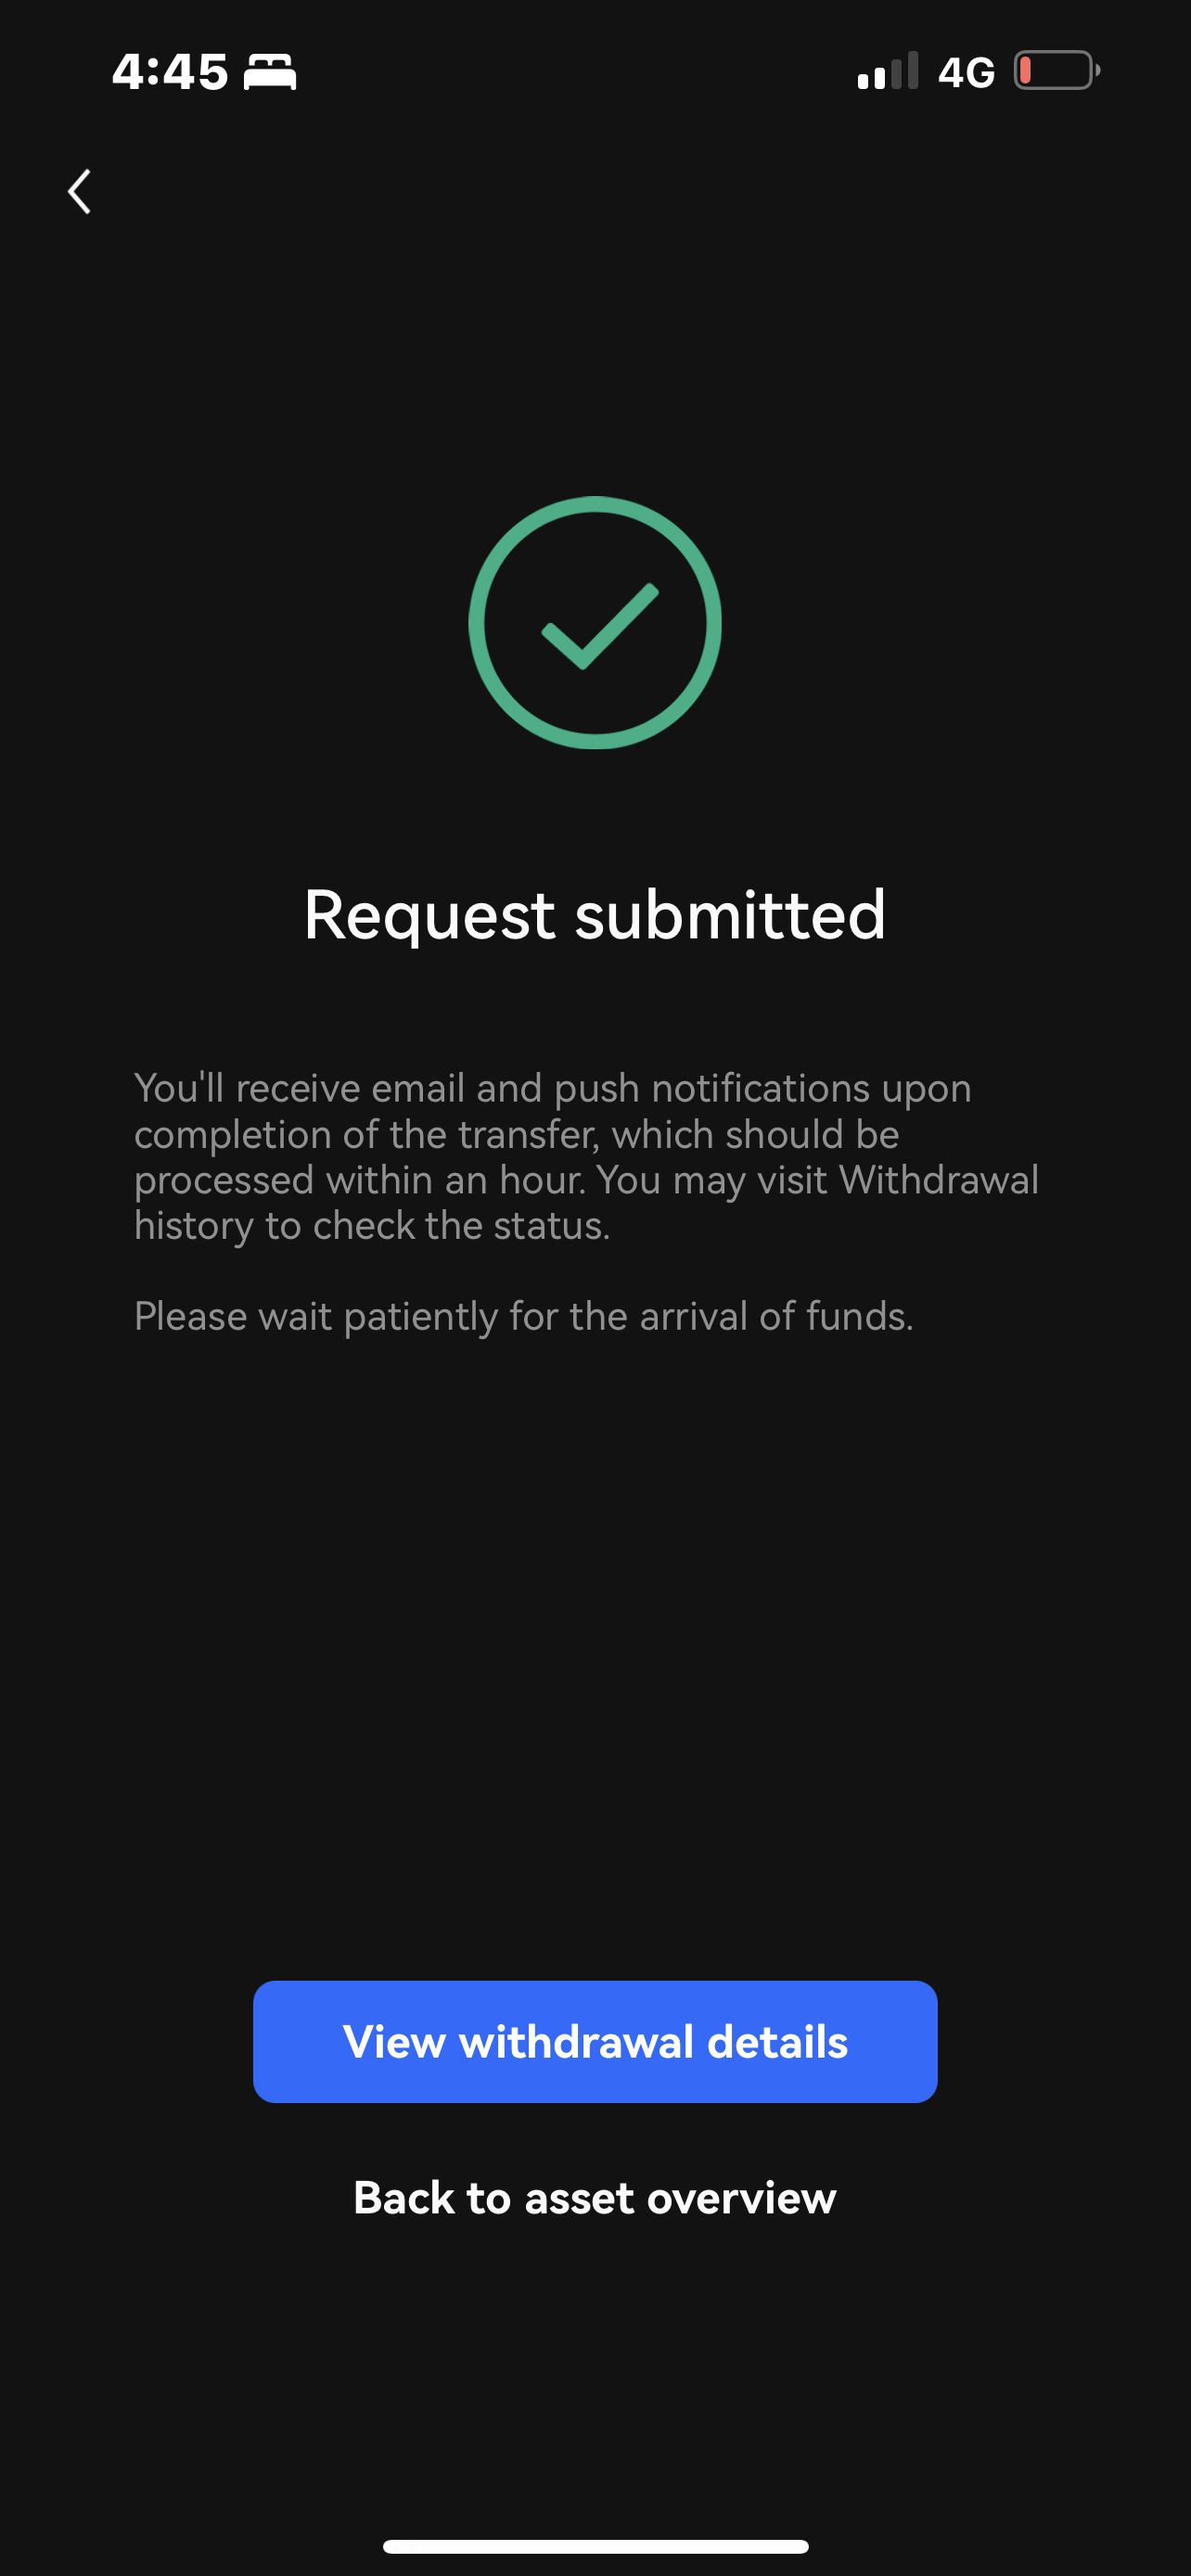 4:45
4G
Request submitted
You'll receive email and push notifications upon
completion of the transfer, which should be
processed within an hour. You may visit Withdrawal
history to check the status.
Please wait patiently for the arrival of funds.
View withdrawal details
Back to asset overview